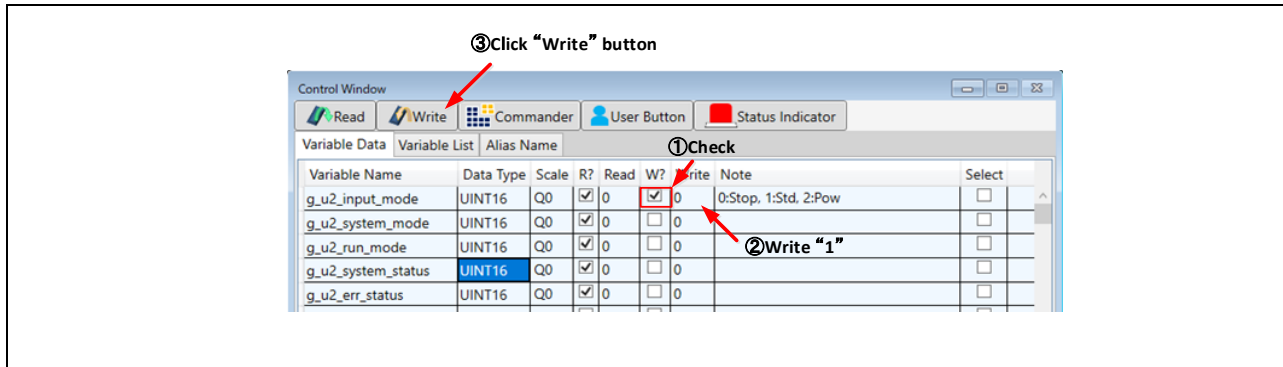 ③Click “Write” button
Control Window
Read Write Commander User Button Status Indicator
Variable Data Variable List Alias Name
①Check
Variable Name Data Type Scale R? Read W? Write Note Select
g_u2_input_mode UINT16 Q0 0 0 0:Stop, 1:Std, 2:Pow
g_u2_system_mode UINT16 Q0 0 0
g_u2_run_mode UINT16 Q0 0 0
②Write “1”
g_u2_system_status UINT16 Q0 0 0
g_u2_err_status UINT16 Q0 0 0